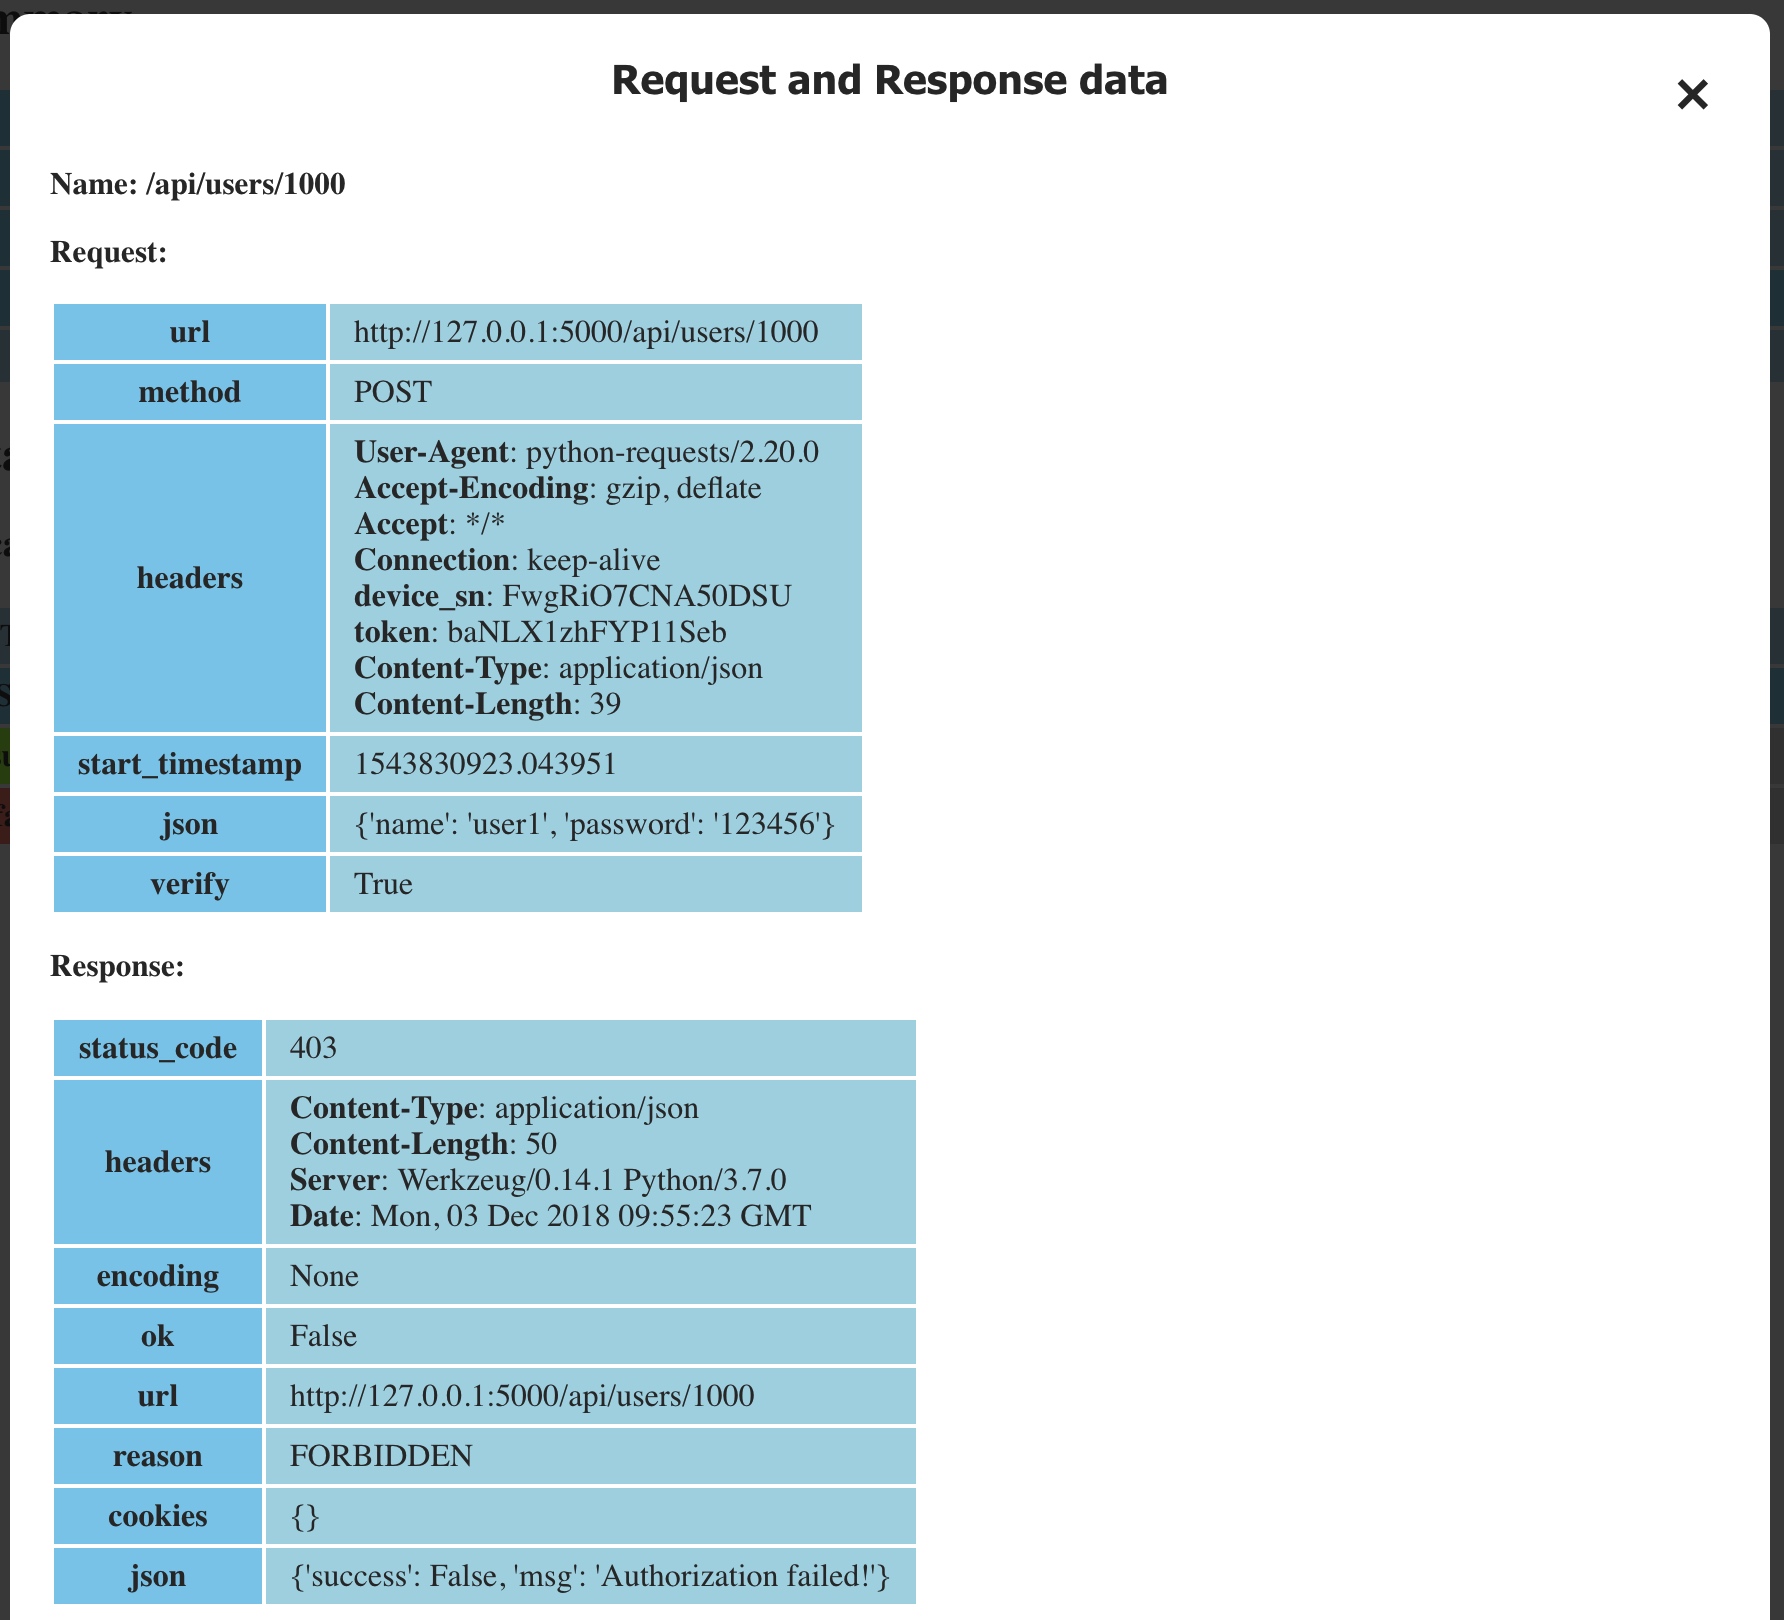 Request and Response data
Name: /api/users/1000
Request:
url http://127.0.0.1:5000/api/users/1000
method POST
headers
User-Agent: python-requests/2.20.0
Accept-Encoding: gzip, deflate
Accept: */*
Connection: keep-alive
device_sn: FwgRiO7CNA50DSU
token: baNLX1zhFYP11Seb
Content-Type: application/json
Content-Length: 39
start_timestamp 1543830923.043951
json {'name': 'user1', 'password': '123456'}
verify True
Response:
status_code 403
headers
Content-Type: application/json
Content-Length: 50
Server: Werkzeug/0.14.1 Python/3.7.0
Date: Mon, 03 Dec 2018 09:55:23 GMT
encoding None
ok False
url http://127.0.0.1:5000/api/users/1000
reason FORBIDDEN
cookies {}
json {'success': False, 'msg': 'Authorization failed!'}